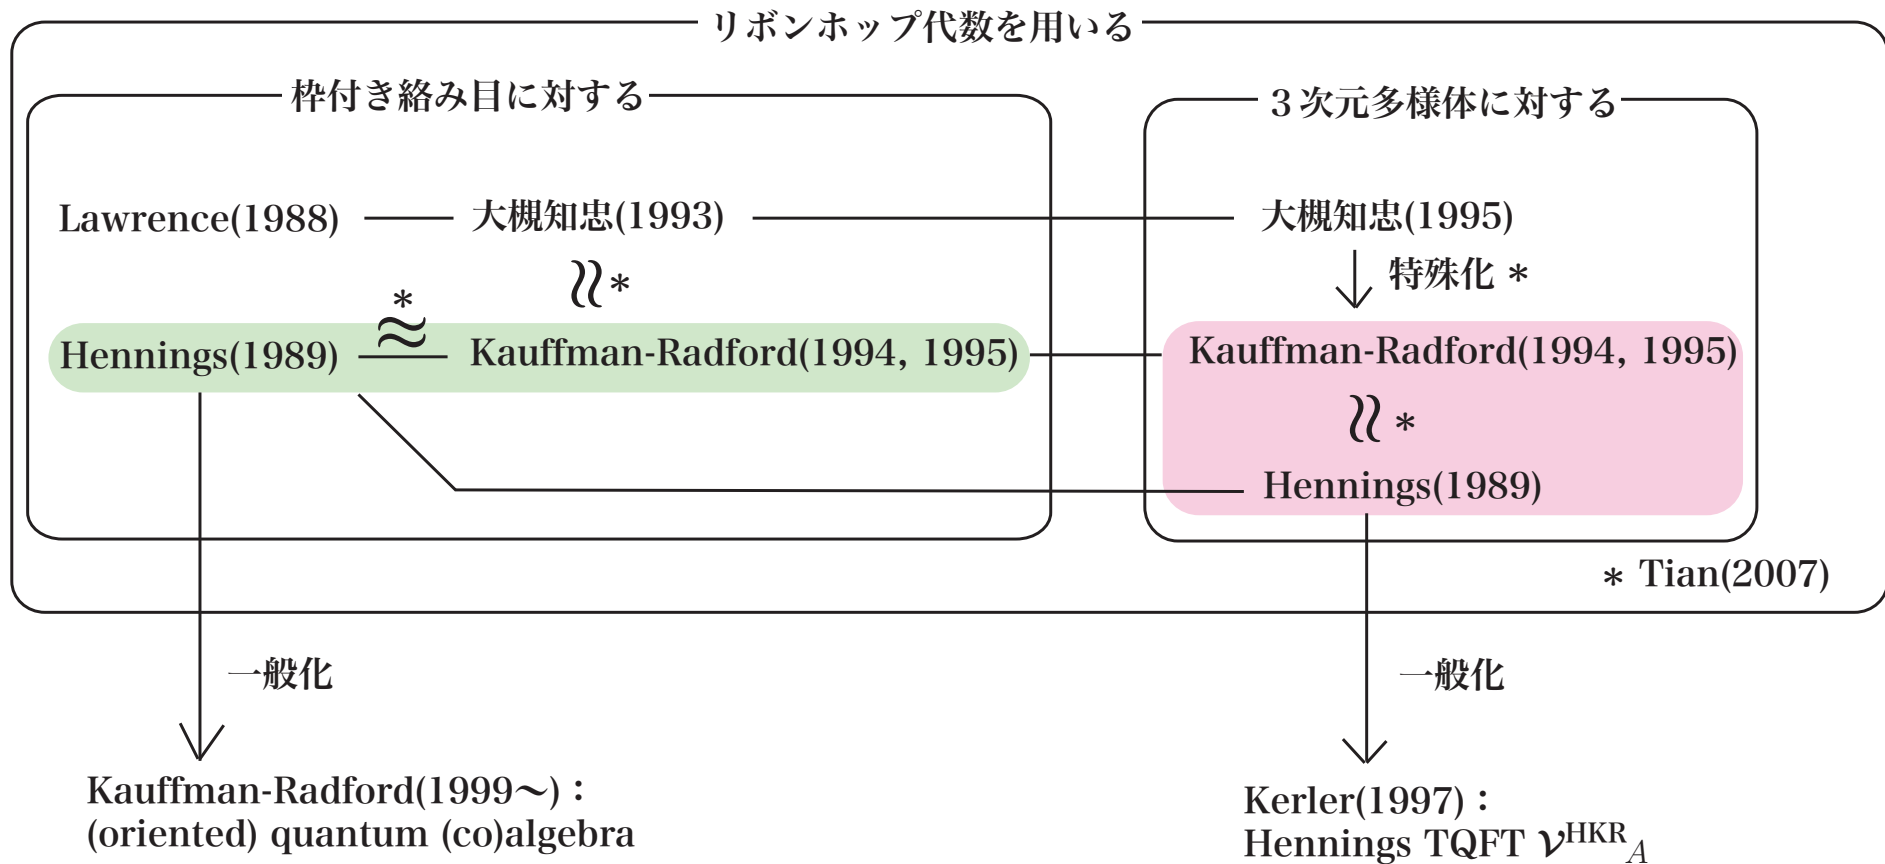 リボンホップ代数を用いる
枠付き絡み目に対する
3次元多様体に対する
Lawrence(1988)
大槻知忠(1993)
大槻知忠(1995)
≈*
特殊化 *
*
≈
Hennings(1989)
Kauffman-Radford(1994, 1995)
Kauffman-Radford(1994, 1995)
≈*
Hennings(1989)
* Tian(2007)
一般化
一般化
Kauffman-Radford(1999〜)：
(oriented) quantum (co)algebra
Kerler(1997)：
Hennings TQFT 𝒱^HKR_A